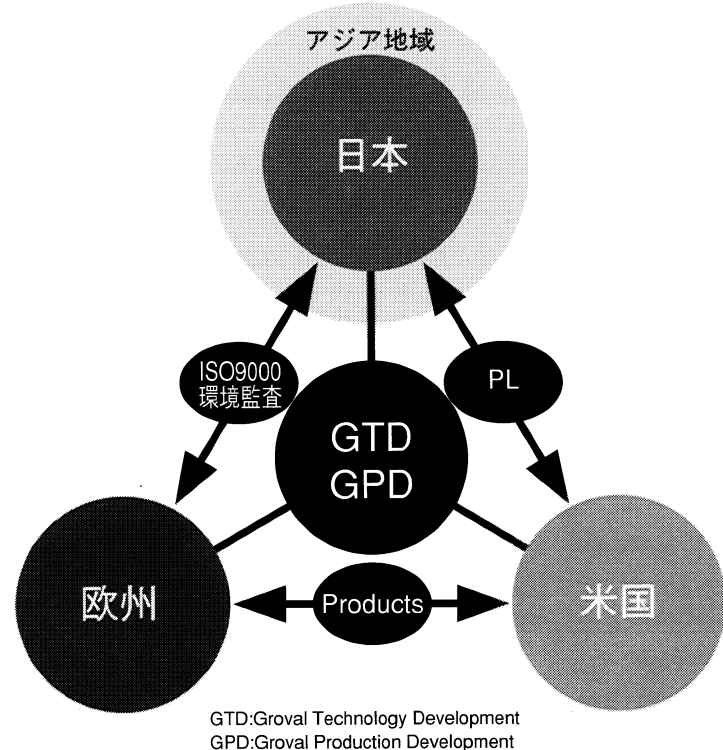 アジア地域
日本
ISO9000
環境監査
PL
GTD
GPD
欧州
Products
米国
GTD:Groval Technology Development
GPD:Groval Production Development